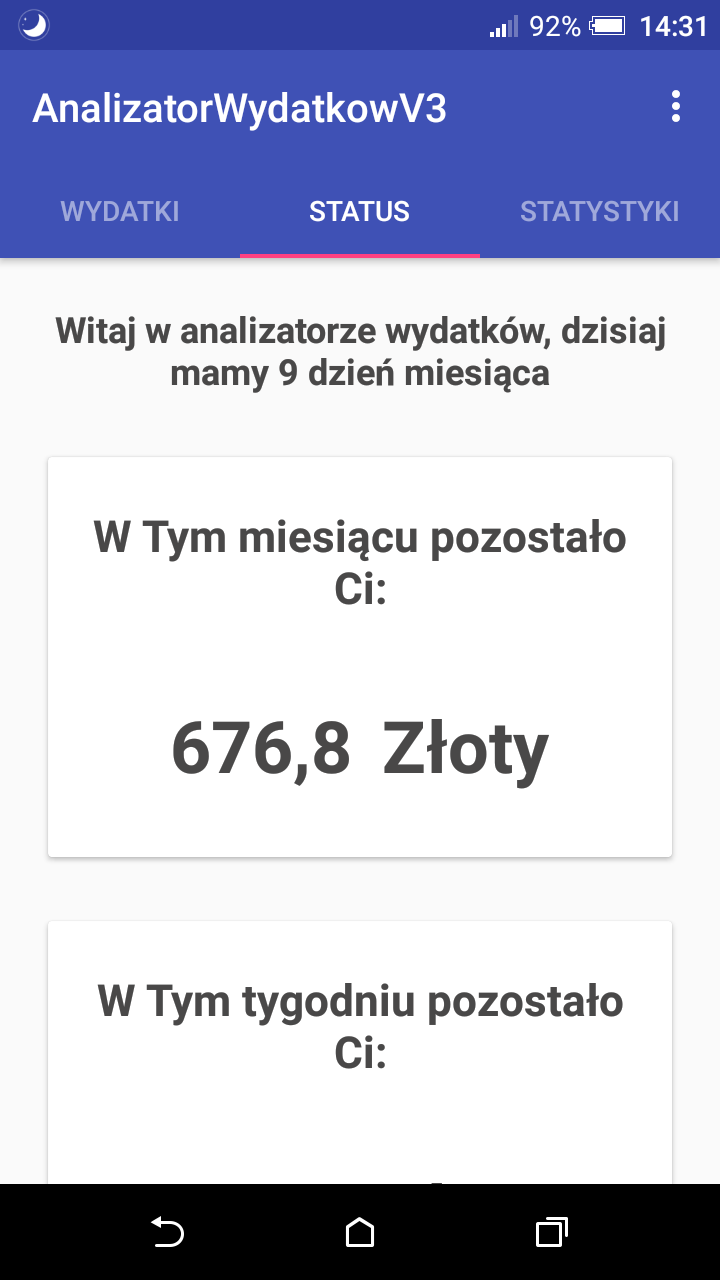 92% 14:31
AnalizatorWydatkowV3
WYDATKI STATUS STATYSTYKI
Witaj w analizatorze wydatków, dzisiaj
mamy 9 dzień miesiąca
W Tym miesiącu pozostało
Ci:
676,8 Złoty
W Tym tygodniu pozostało
Ci: